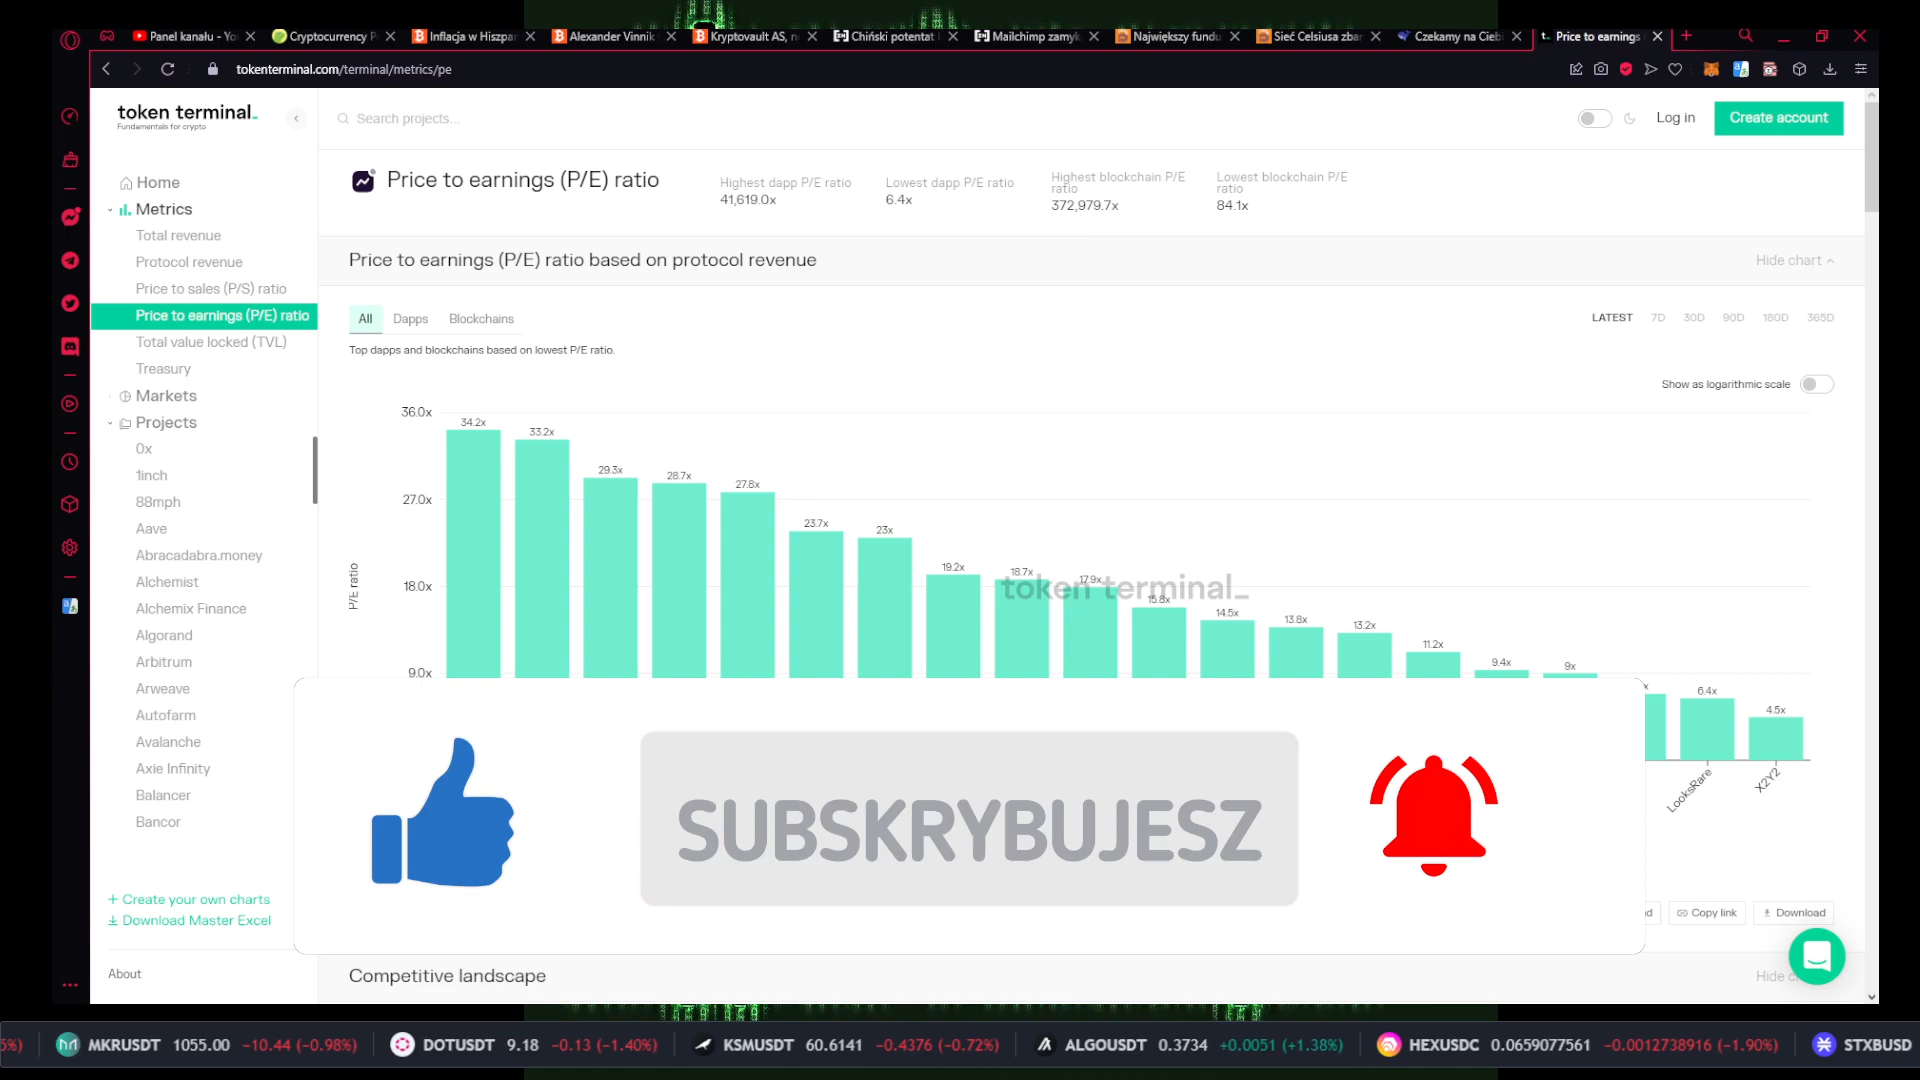 Panel kanału - Yo
Cryptocurrency P
Inflacja w Hiszpar
Alexander Vinnik
Kryptovault AS, n
Chiński potentat
Mailchimp zamyk
Największy fundu
Sieć Celsiusa zbar
Czekamy na Cieb
Price to earnings
tokenterminal.com/terminal/metrics/pe
token terminal_
Fundamentals for crypto
Search projects...
Log in
Create account
Home
Metrics
Total revenue
Protocol revenue
Price to sales (P/S) ratio
Price to earnings (P/E) ratio
Total value locked (TVL)
Treasury
Markets
Projects
0x
1inch
88mph
Aave
Abracadabra.money
Alchemist
Alchemix Finance
Algorand
Arbitrum
Arweave
Autofarm
Avalanche
Axie Infinity
Balancer
Bancor
+ Create your own charts
Download Master Excel
About
Price to earnings (P/E) ratio
Highest dapp P/E ratio
41,619.0x
Lowest dapp P/E ratio
6.4x
Highest blockchain P/E
ratio
372,979.7x
Lowest blockchain P/E
ratio
84.1x
Price to earnings (P/E) ratio based on protocol revenue
Hide chart
All Dapps Blockchains
LATEST 7D 30D 90D 180D 365D
Top dapps and blockchains based on lowest P/E ratio.
Show as logarithmic scale
P/E ratio
36.0x
27.0x
18.0x
9.0x
34.2x
33.2x
29.3x
28.7x
27.8x
23.7x
23x
19.2x
18.7x
17.9x
15.8x
14.5x
13.8x
13.2x
11.2x
9.4x
9x
x
6.4x
4.5x
token terminal_
LooksRare
X2Y2
SUBSKRYBUJESZ
d
Copy link
Download
Competitive landscape
Hide c
5%)
MKRUSDT 1055.00 −10.44 (−0.98%)
DOTUSDT 9.18 −0.13 (−1.40%)
KSMUSDT 60.6141 −0.4376 (−0.72%)
ALGOUSDT 0.3734 +0.0051 (+1.38%)
HEXUSDC 0.0659077561 −0.0012738916 (−1.90%)
STXBUSD